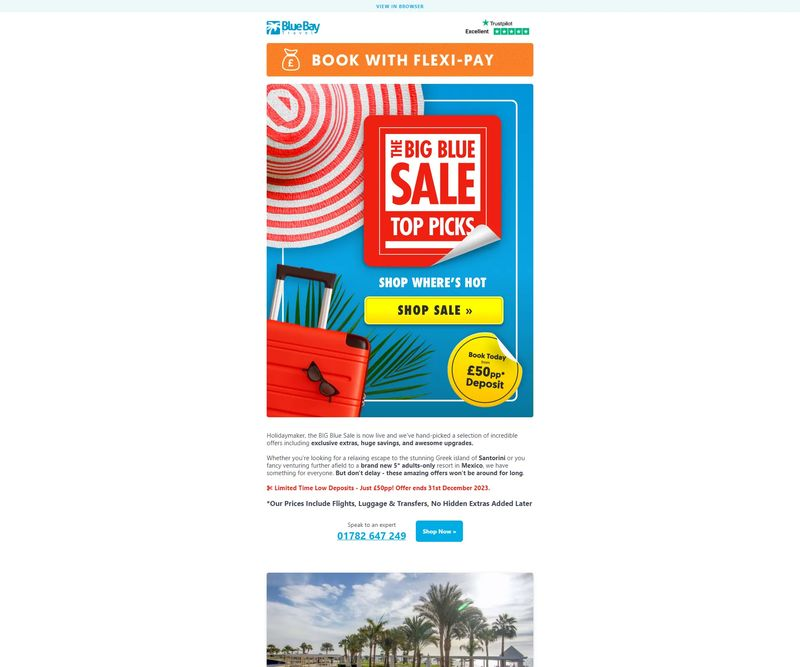 VIEW IN BROWSER
BlueBay
Travel
Trustpilot
Excellent
£
BOOK WITH FLEXI-PAY
THE BIG BLUE
SALE
TOP PICKS
SHOP WHERE'S HOT
SHOP SALE »
Book Today
from
£50pp*
Deposit
Holidaymaker, the BIG Blue Sale is now live and we've hand-picked a selection of incredible
offers including exclusive extras, huge savings, and awesome upgrades.
Whether you're looking for a relaxing escape to the stunning Greek island of Santorini or you
fancy venturing further afield to a brand new 5* adults-only resort in Mexico, we have
something for everyone. But don't delay - these amazing offers won't be around for long.
✂ Limited Time Low Deposits - Just £50pp! Offer ends 31st December 2023.
*Our Prices Include Flights, Luggage & Transfers, No Hidden Extras Added Later
Speak to an expert
01782 647 249
Shop Now »